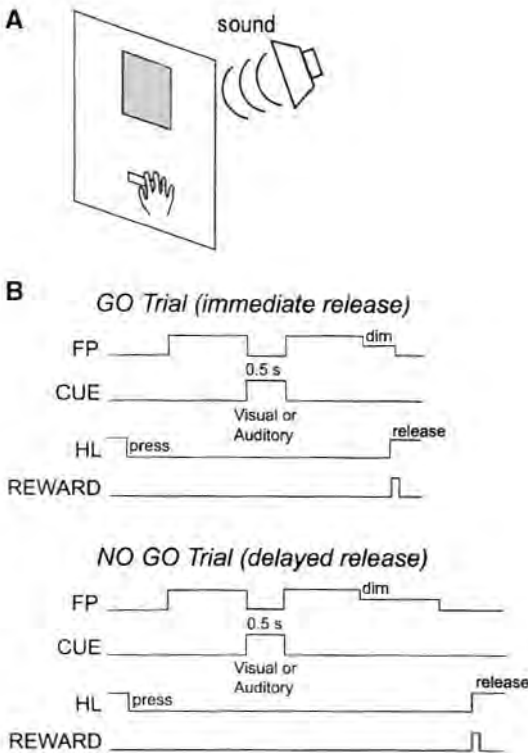 A
sound
B
GO Trial (immediate release)
FP
dim
0.5 s
CUE
Visual or
Auditory
HL
press
release
REWARD
NO GO Trial (delayed release)
FP
dim
0.5 s
CUE
Visual or
Auditory
HL
press
release
REWARD